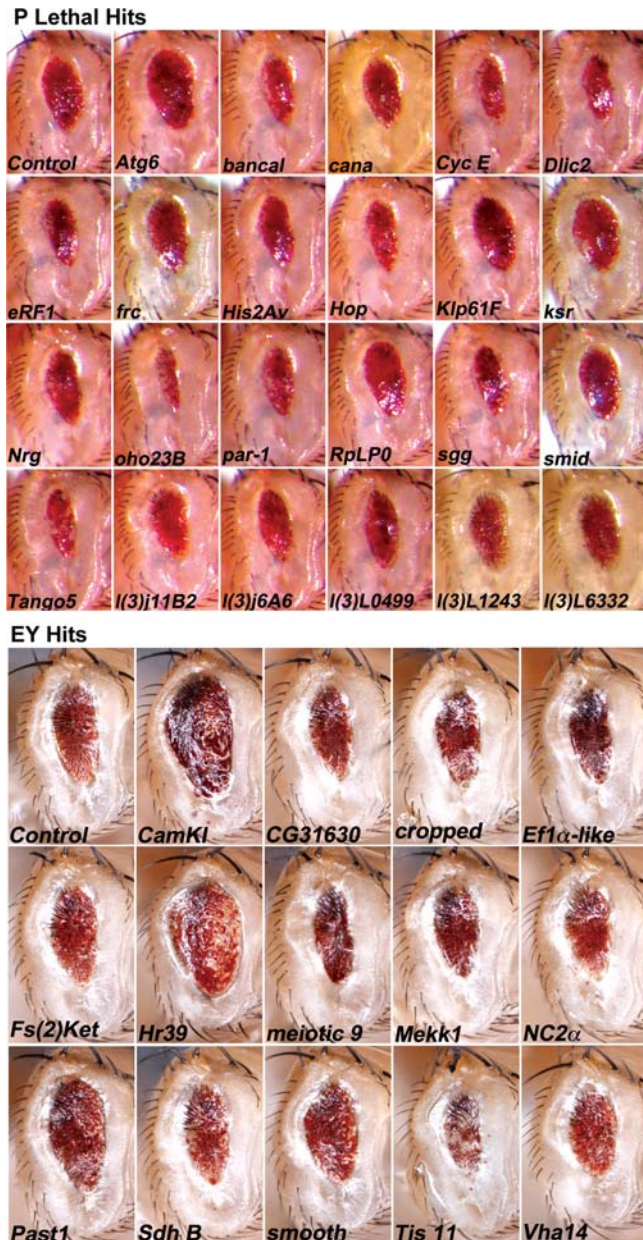 P Lethal Hits
Control Atg6 bancal cana Cyc E Dlic2
eRF1 frc His2Av Hop Klp61F ksr
Nrg oho23B par-1 RpLP0 sgg smid
Tango5 l(3)j11B2 l(3)j6A6 l(3)L0499 l(3)L1243 l(3)L6332
EY Hits
Control CamKI CG31630 cropped Ef1α-like
Fs(2)Ket Hr39 meiotic 9 Mekk1 NC2α
Past1 Sdh B smooth Tis 11 Vha14